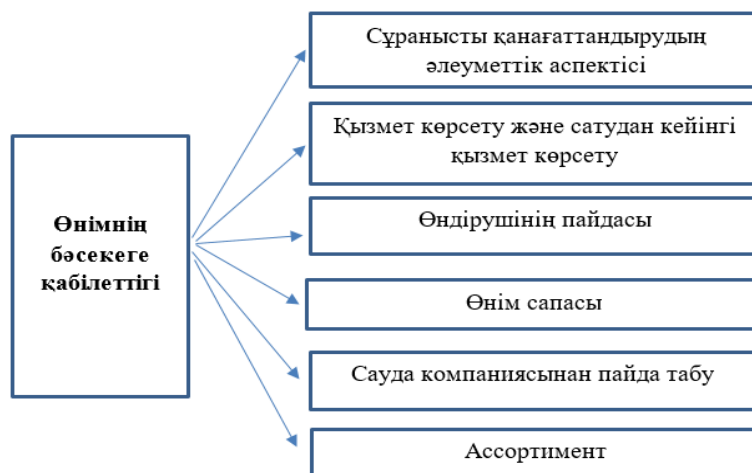 Сұранысты қанағаттандырудың
әлеуметтік аспектісі
Қызмет көрсету және сатудан кейінгі
қызмет көрсету
Өнімнің
бәсекеге
қабілеттігі
Өндірушінің пайдасы
Өнім сапасы
Сауда компаниясынан пайда табу
Ассортимент